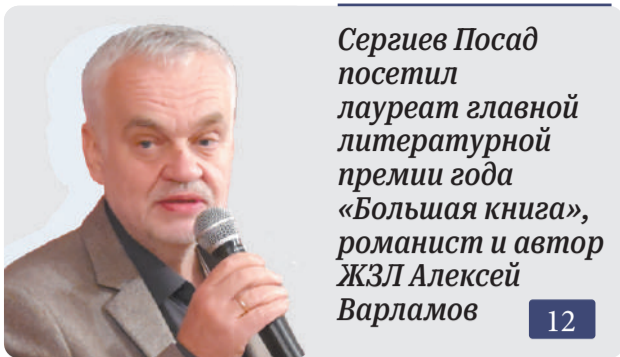 Сергиев Посад
посетил
лауреат главной
литературной
премии года
«Большая книга»,
романист и автор
ЖЗЛ Алексей
Варламов
12